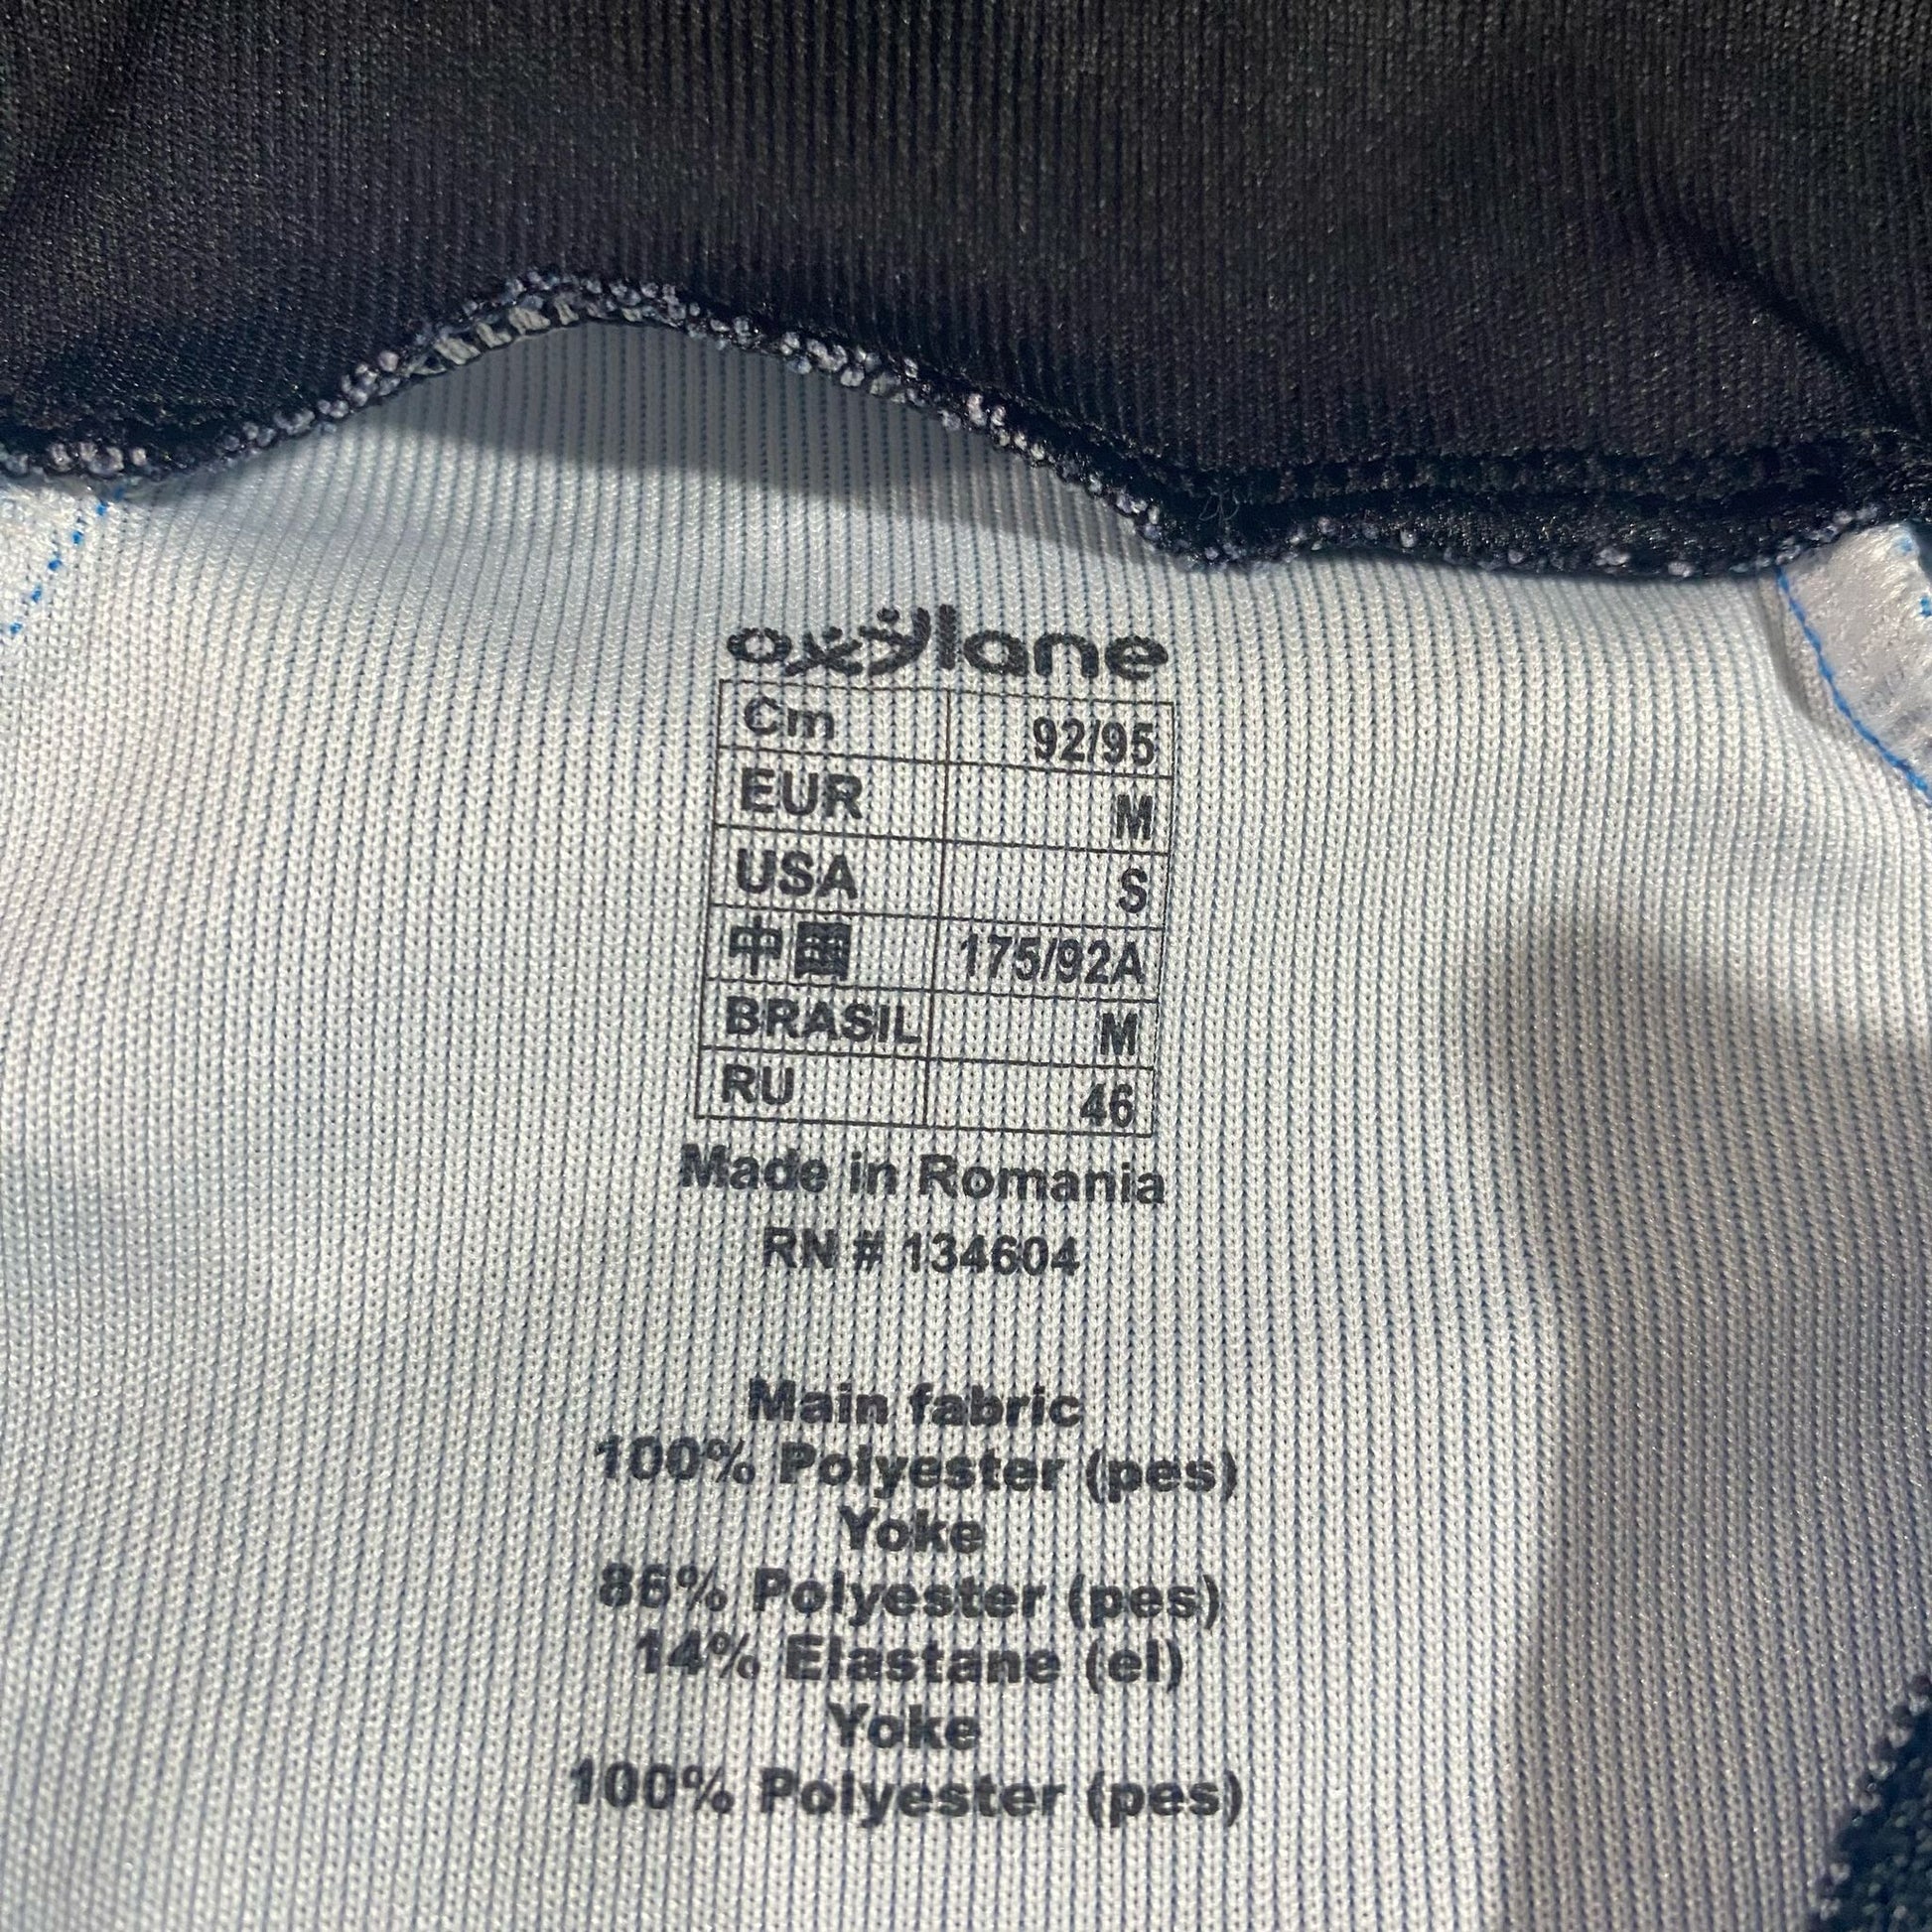 oxylane
Cm 92/95
EUR M
USA S
中国 175/92A
BRASIL M
RU 46
Made in Romania
RN # 134604
Main fabric
100% Polyester (pes)
Yoke
86% Polyester (pes)
14% Elastane (el)
Yoke
100% Polyester (pes)